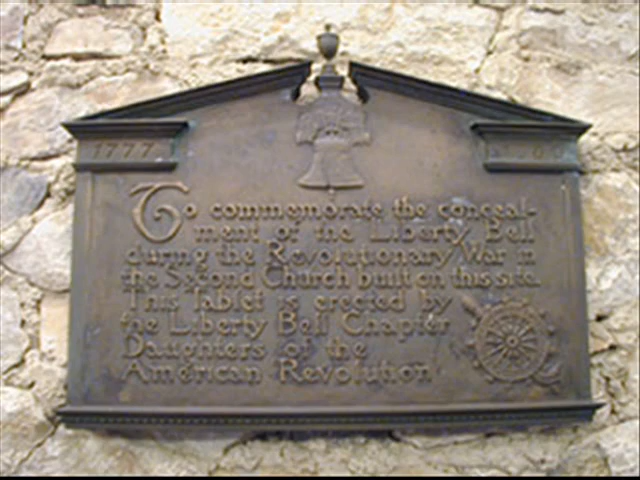 1777
To commemorate the conceal-
ment of the Liberty Bell
during the Revolutionary War in
the Second Church built on this site.
This Tablet is erected by
the Liberty Bell Chapter
Daughters of the
American Revolution